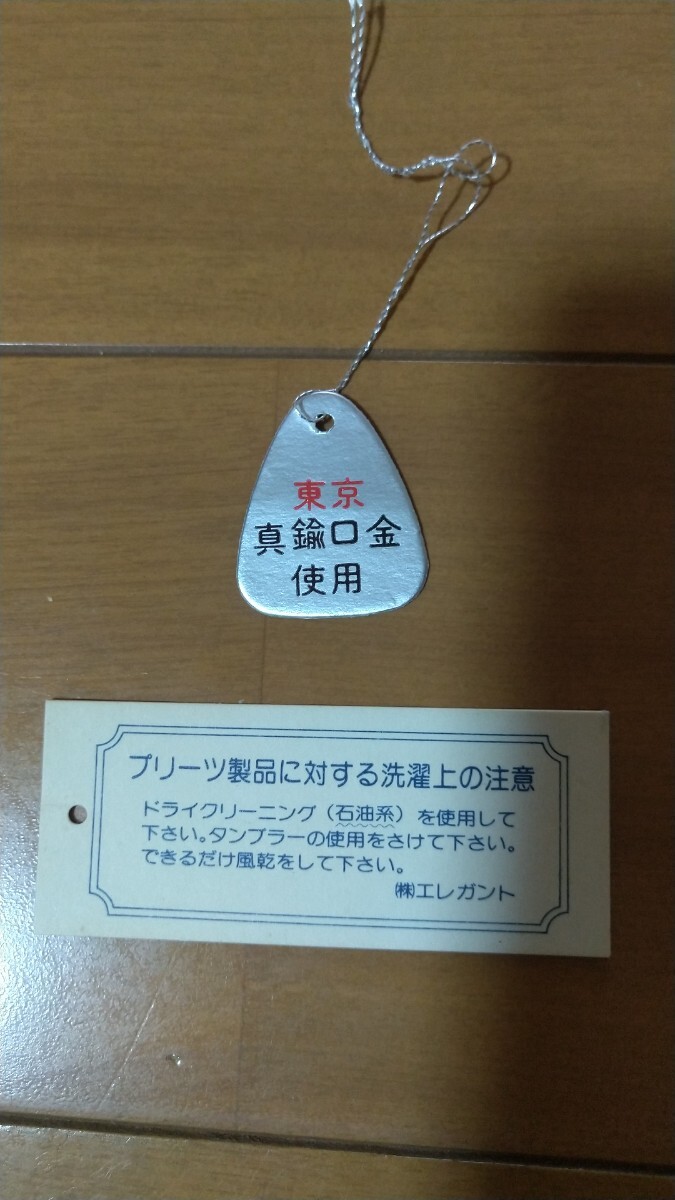 東京
真鍮口金
使用
プリーツ製品に対する洗濯上の注意
ドライクリーニング（石油系）を使用して
下さい。タンブラーの使用をさけて下さい。
できるだけ風乾をして下さい。
㈱エレガント